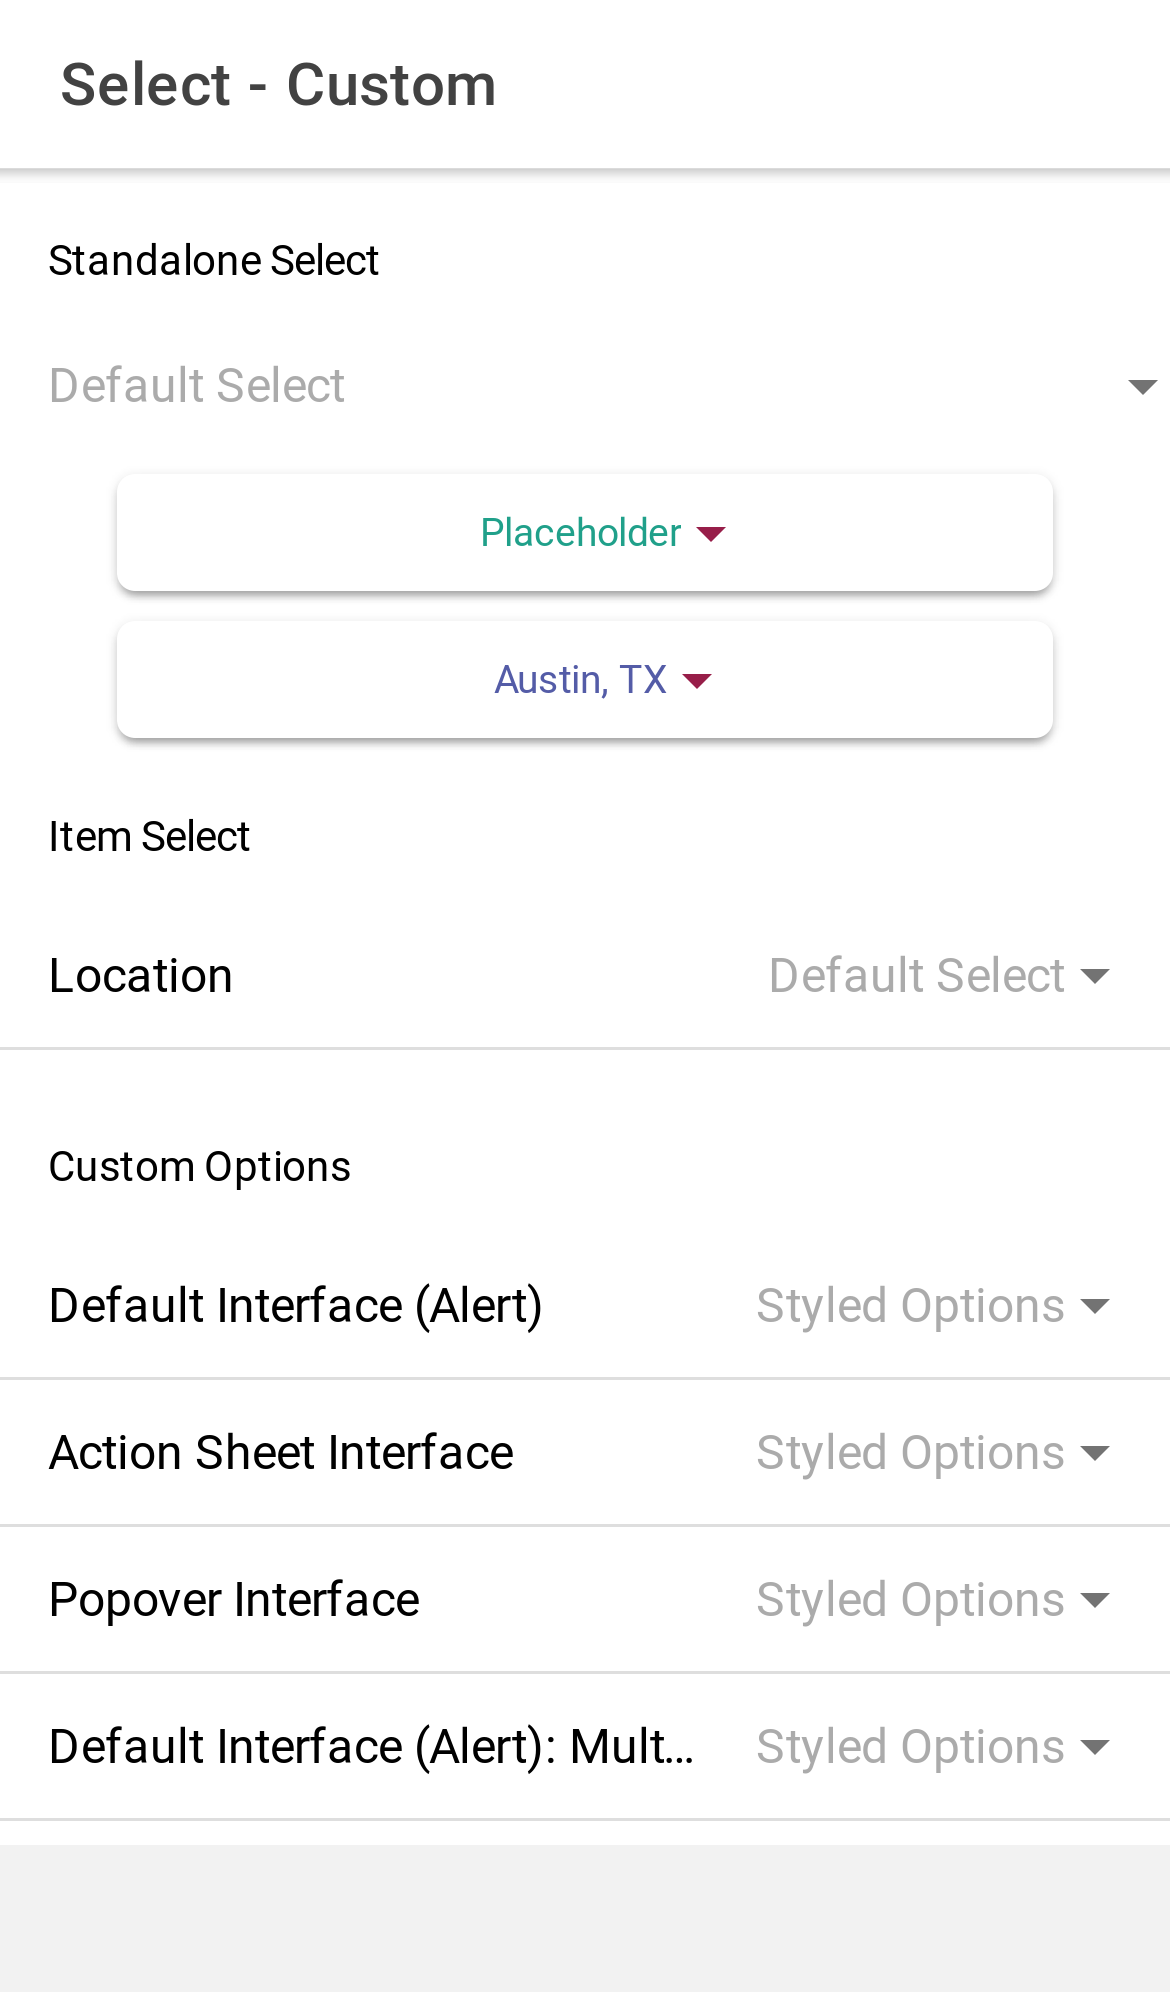 Select - Custom
Standalone Select
Default Select
Placeholder
Austin, TX
Item Select
Location Default Select
Custom Options
Default Interface (Alert) Styled Options
Action Sheet Interface Styled Options
Popover Interface Styled Options
Default Interface (Alert): Mult... Styled Options